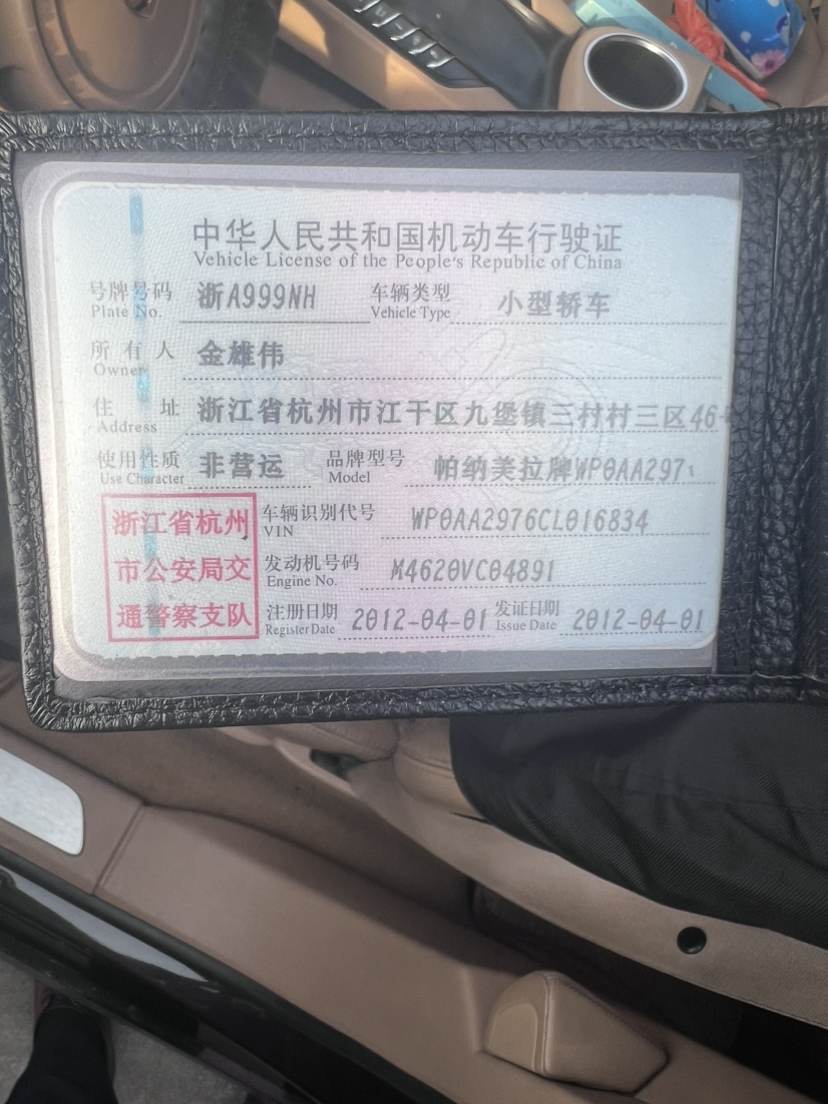 中华人民共和国机动车行驶证
Vehicle License of the People's Republic of China
号牌号码 浙A999NH 车辆类型 小型轿车
Plate No. Vehicle Type
所有人 金雄伟
Owner
住址 浙江省杭州市江干区九堡镇三村村三区46
Address
使用性质 非营运 品牌型号 帕纳美拉牌WP0AA297
Use Character Model
浙江省杭州 车辆识别代号 WP0AA2976CL016834
VIN
市公安局交 发动机号码 M4620VC04891
Engine No.
通警察支队 注册日期 2012-04-01 发证日期 2012-04-01
Register Date Issue Date